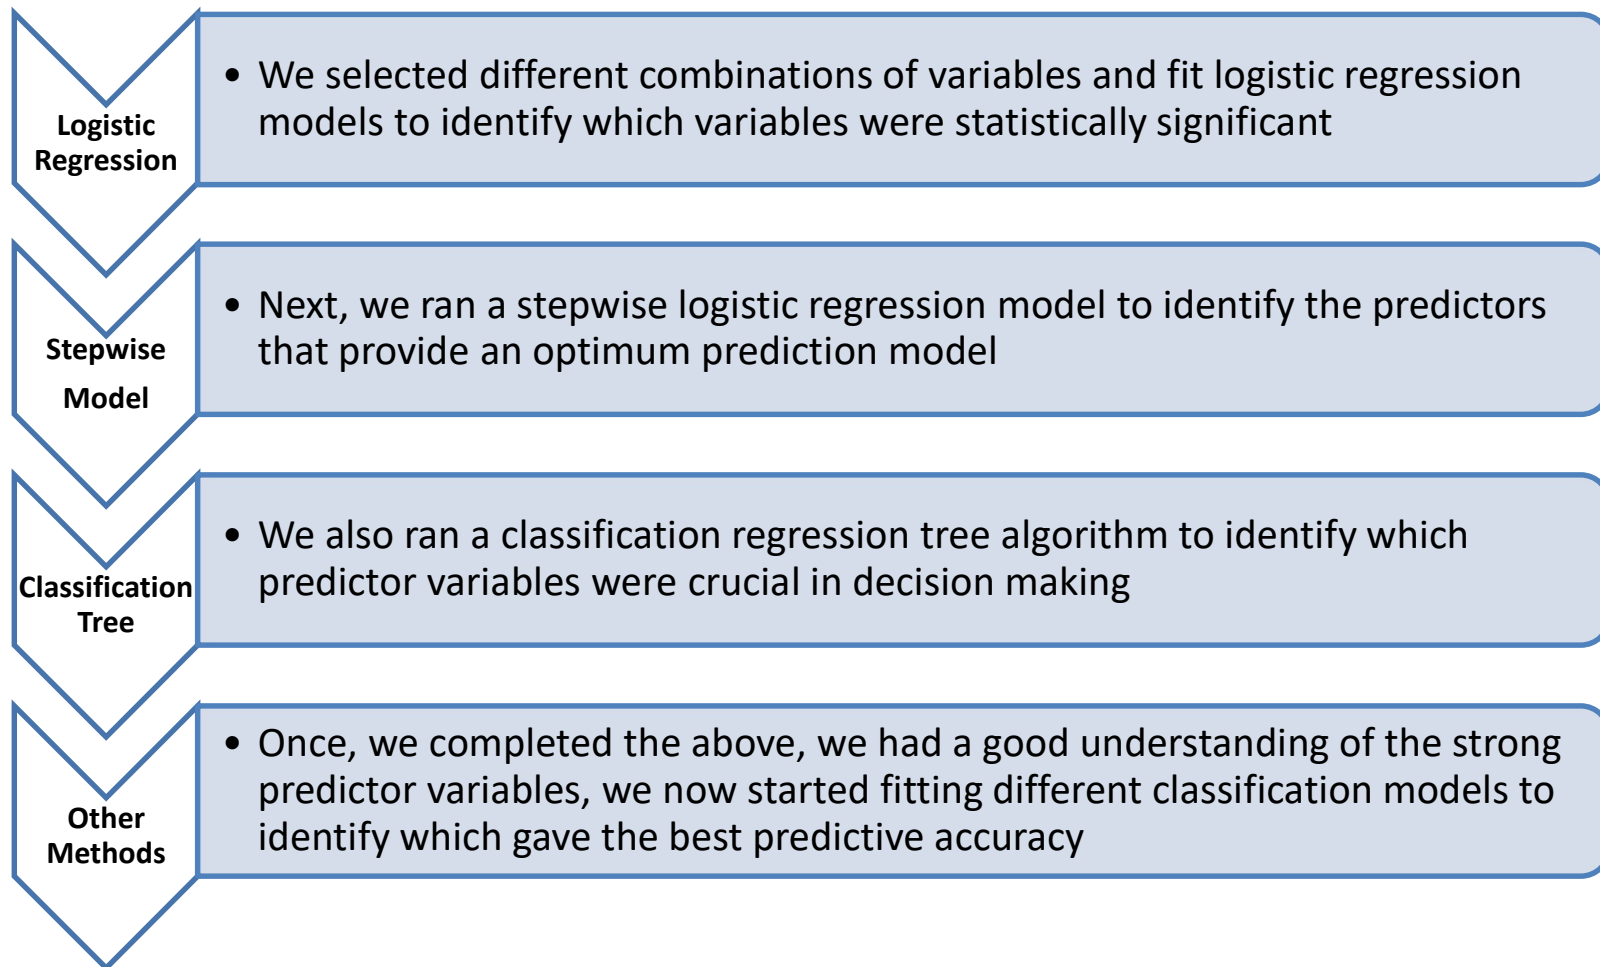 Logistic
Regression
• We selected different combinations of variables and fit logistic regression
models to identify which variables were statistically significant
Stepwise
Model
• Next, we ran a stepwise logistic regression model to identify the predictors
that provide an optimum prediction model
Classification
Tree
• We also ran a classification regression tree algorithm to identify which
predictor variables were crucial in decision making
Other
Methods
• Once, we completed the above, we had a good understanding of the strong
predictor variables, we now started fitting different classification models to
identify which gave the best predictive accuracy